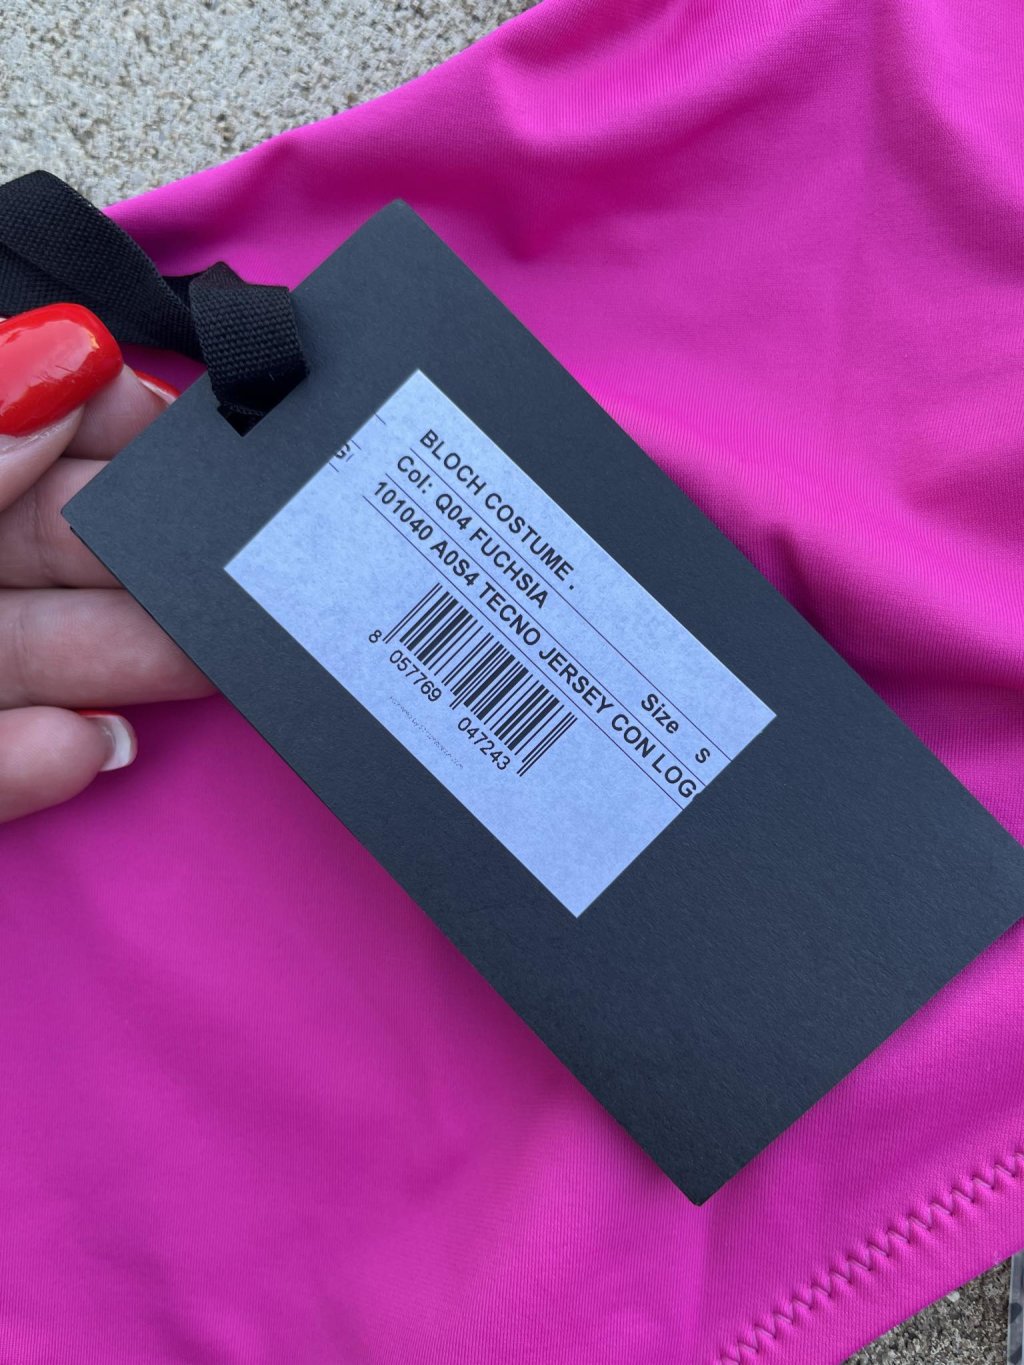 BLOCH COSTUME .
Col: Q04 FUCHSIA
101040 A0S4 TECNO JERSEY CON LOG
Size S
8 057769 047243